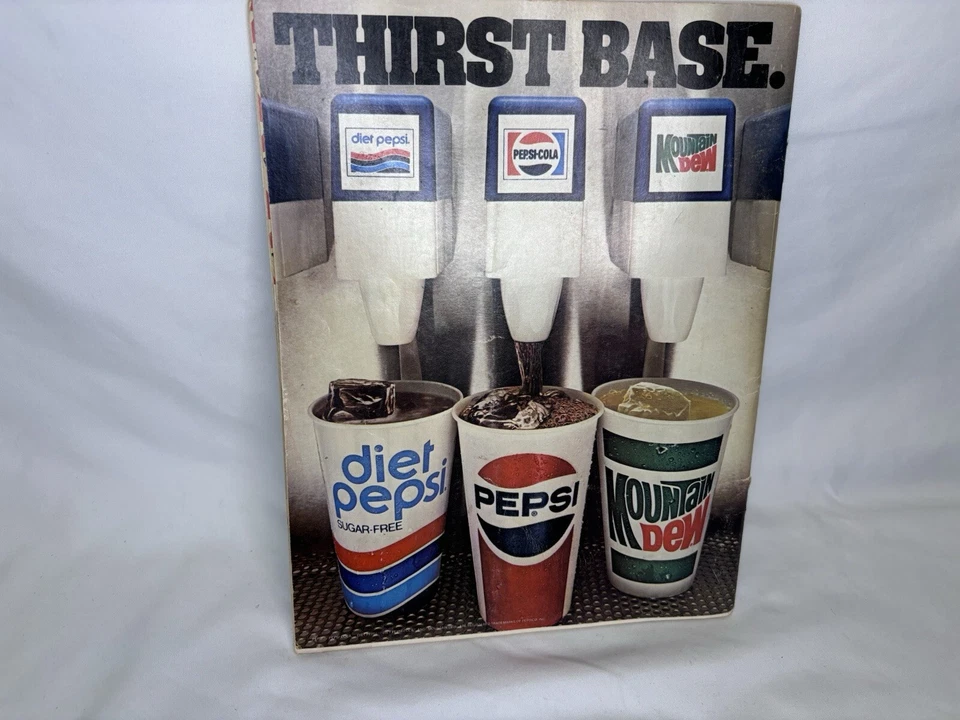 THIRST BASE.
diet pepsi.
PEPSI-COLA
MOUNTAIN
DEW
diet
pepsi.
SUGAR-FREE
PEPSI
MOUNTAIN
DEW